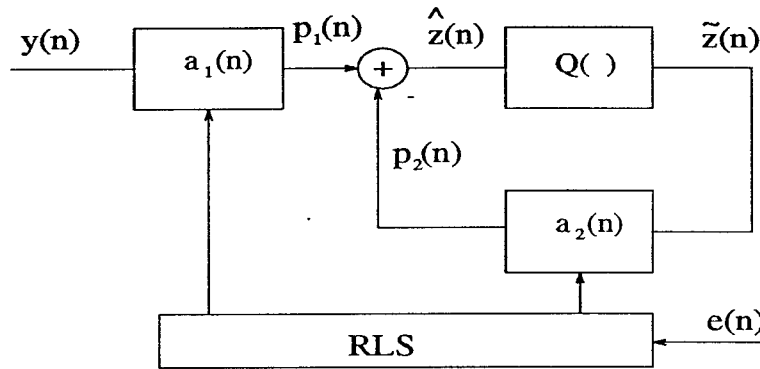 y(n)
a₁(n)
p₁(n)
+
ẑ(n)
Q( )
z̃(n)
-
p₂(n)
a₂(n)
RLS
e(n)